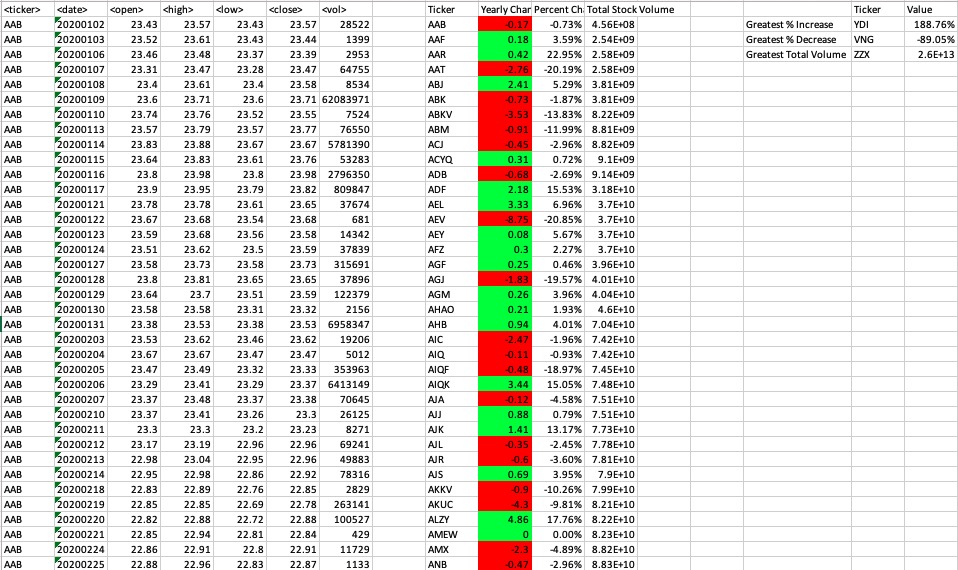 <ticker> <date> <open> <high> <low> <close> <vol> Ticker Yearly Char Percent Ch Total Stock Volume Ticker Value
AAB 20200102 23.43 23.57 23.43 23.57 28522 AAB -0.17 -0.73% 4.56E+08 Greatest % Increase YDI 188.76%
AAB 20200103 23.52 23.61 23.43 23.44 1399 AAF 0.18 3.59% 2.54E+09 Greatest % Decrease VNG -89.05%
AAB 20200106 23.46 23.48 23.37 23.39 2953 AAR 0.42 22.95% 2.58E+09 Greatest Total Volume ZZX 2.6E+13
AAB 20200107 23.31 23.47 23.28 23.47 64755 AAT -2.76 -20.19% 2.58E+09
AAB 20200108 23.4 23.61 23.4 23.58 8534 ABJ 2.41 5.29% 3.81E+09
AAB 20200109 23.6 23.71 23.6 23.71 62083971 ABK -0.73 -1.87% 3.81E+09
AAB 20200110 23.74 23.76 23.52 23.55 7524 ABKV -3.53 -13.83% 8.22E+09
AAB 20200113 23.57 23.79 23.57 23.77 76550 ABM -0.91 -11.99% 8.81E+09
AAB 20200114 23.83 23.88 23.67 23.67 5781390 ACJ -0.45 -2.96% 8.82E+09
AAB 20200115 23.64 23.83 23.61 23.76 53283 ACYQ 0.31 0.72% 9.1E+09
AAB 20200116 23.8 23.98 23.8 23.98 2796350 ADB -0.68 -2.69% 9.14E+09
AAB 20200117 23.9 23.95 23.79 23.82 809847 ADF 2.18 15.53% 3.18E+10
AAB 20200121 23.78 23.78 23.61 23.65 37674 AEL 3.33 6.96% 3.7E+10
AAB 20200122 23.67 23.68 23.54 23.68 681 AEV -8.75 -20.85% 3.7E+10
AAB 20200123 23.59 23.68 23.56 23.58 14342 AEY 0.08 5.67% 3.7E+10
AAB 20200124 23.51 23.62 23.5 23.59 37839 AFZ 0.3 2.27% 3.7E+10
AAB 20200127 23.58 23.73 23.58 23.73 315691 AGF 0.25 0.46% 3.96E+10
AAB 20200128 23.8 23.81 23.65 23.65 37896 AGJ -1.83 -19.57% 4.01E+10
AAB 20200129 23.64 23.7 23.51 23.59 122379 AGM 0.26 3.96% 4.04E+10
AAB 20200130 23.58 23.58 23.31 23.32 2156 AHAO 0.21 1.93% 4.6E+10
AAB 20200131 23.38 23.53 23.38 23.53 6958347 AHB 0.94 4.01% 7.04E+10
AAB 20200203 23.53 23.62 23.46 23.62 19206 AIC -2.47 -1.96% 7.42E+10
AAB 20200204 23.67 23.67 23.47 23.47 5012 AIQ -0.11 -0.93% 7.42E+10
AAB 20200205 23.47 23.49 23.32 23.33 353963 AIQF -0.48 -18.97% 7.45E+10
AAB 20200206 23.29 23.41 23.29 23.37 6413149 AIQK 3.44 15.05% 7.48E+10
AAB 20200207 23.37 23.48 23.37 23.38 70645 AJA -0.12 -4.58% 7.51E+10
AAB 20200210 23.37 23.41 23.26 23.3 26125 AJJ 0.88 0.79% 7.51E+10
AAB 20200211 23.3 23.3 23.2 23.23 8271 AJK 1.41 13.17% 7.73E+10
AAB 20200212 23.17 23.19 22.96 22.96 69241 AJL -0.35 -2.45% 7.78E+10
AAB 20200213 22.98 23.04 22.95 22.96 49883 AJR -0.6 -3.60% 7.81E+10
AAB 20200214 22.95 22.98 22.86 22.92 78316 AJS 0.69 3.95% 7.9E+10
AAB 20200218 22.83 22.89 22.76 22.85 2829 AKKV -0.9 -10.26% 7.99E+10
AAB 20200219 22.85 22.85 22.69 22.78 263141 AKUC -4.3 -9.81% 8.21E+10
AAB 20200220 22.82 22.88 22.72 22.88 100527 ALZY 4.86 17.76% 8.22E+10
AAB 20200221 22.85 22.94 22.81 22.84 429 AMEW 0 0.00% 8.23E+10
AAB 20200224 22.86 22.91 22.8 22.91 11729 AMX -2.3 -4.89% 8.82E+10
AAB 20200225 22.88 22.96 22.83 22.87 1133 ANB -0.47 -2.96% 8.83E+10